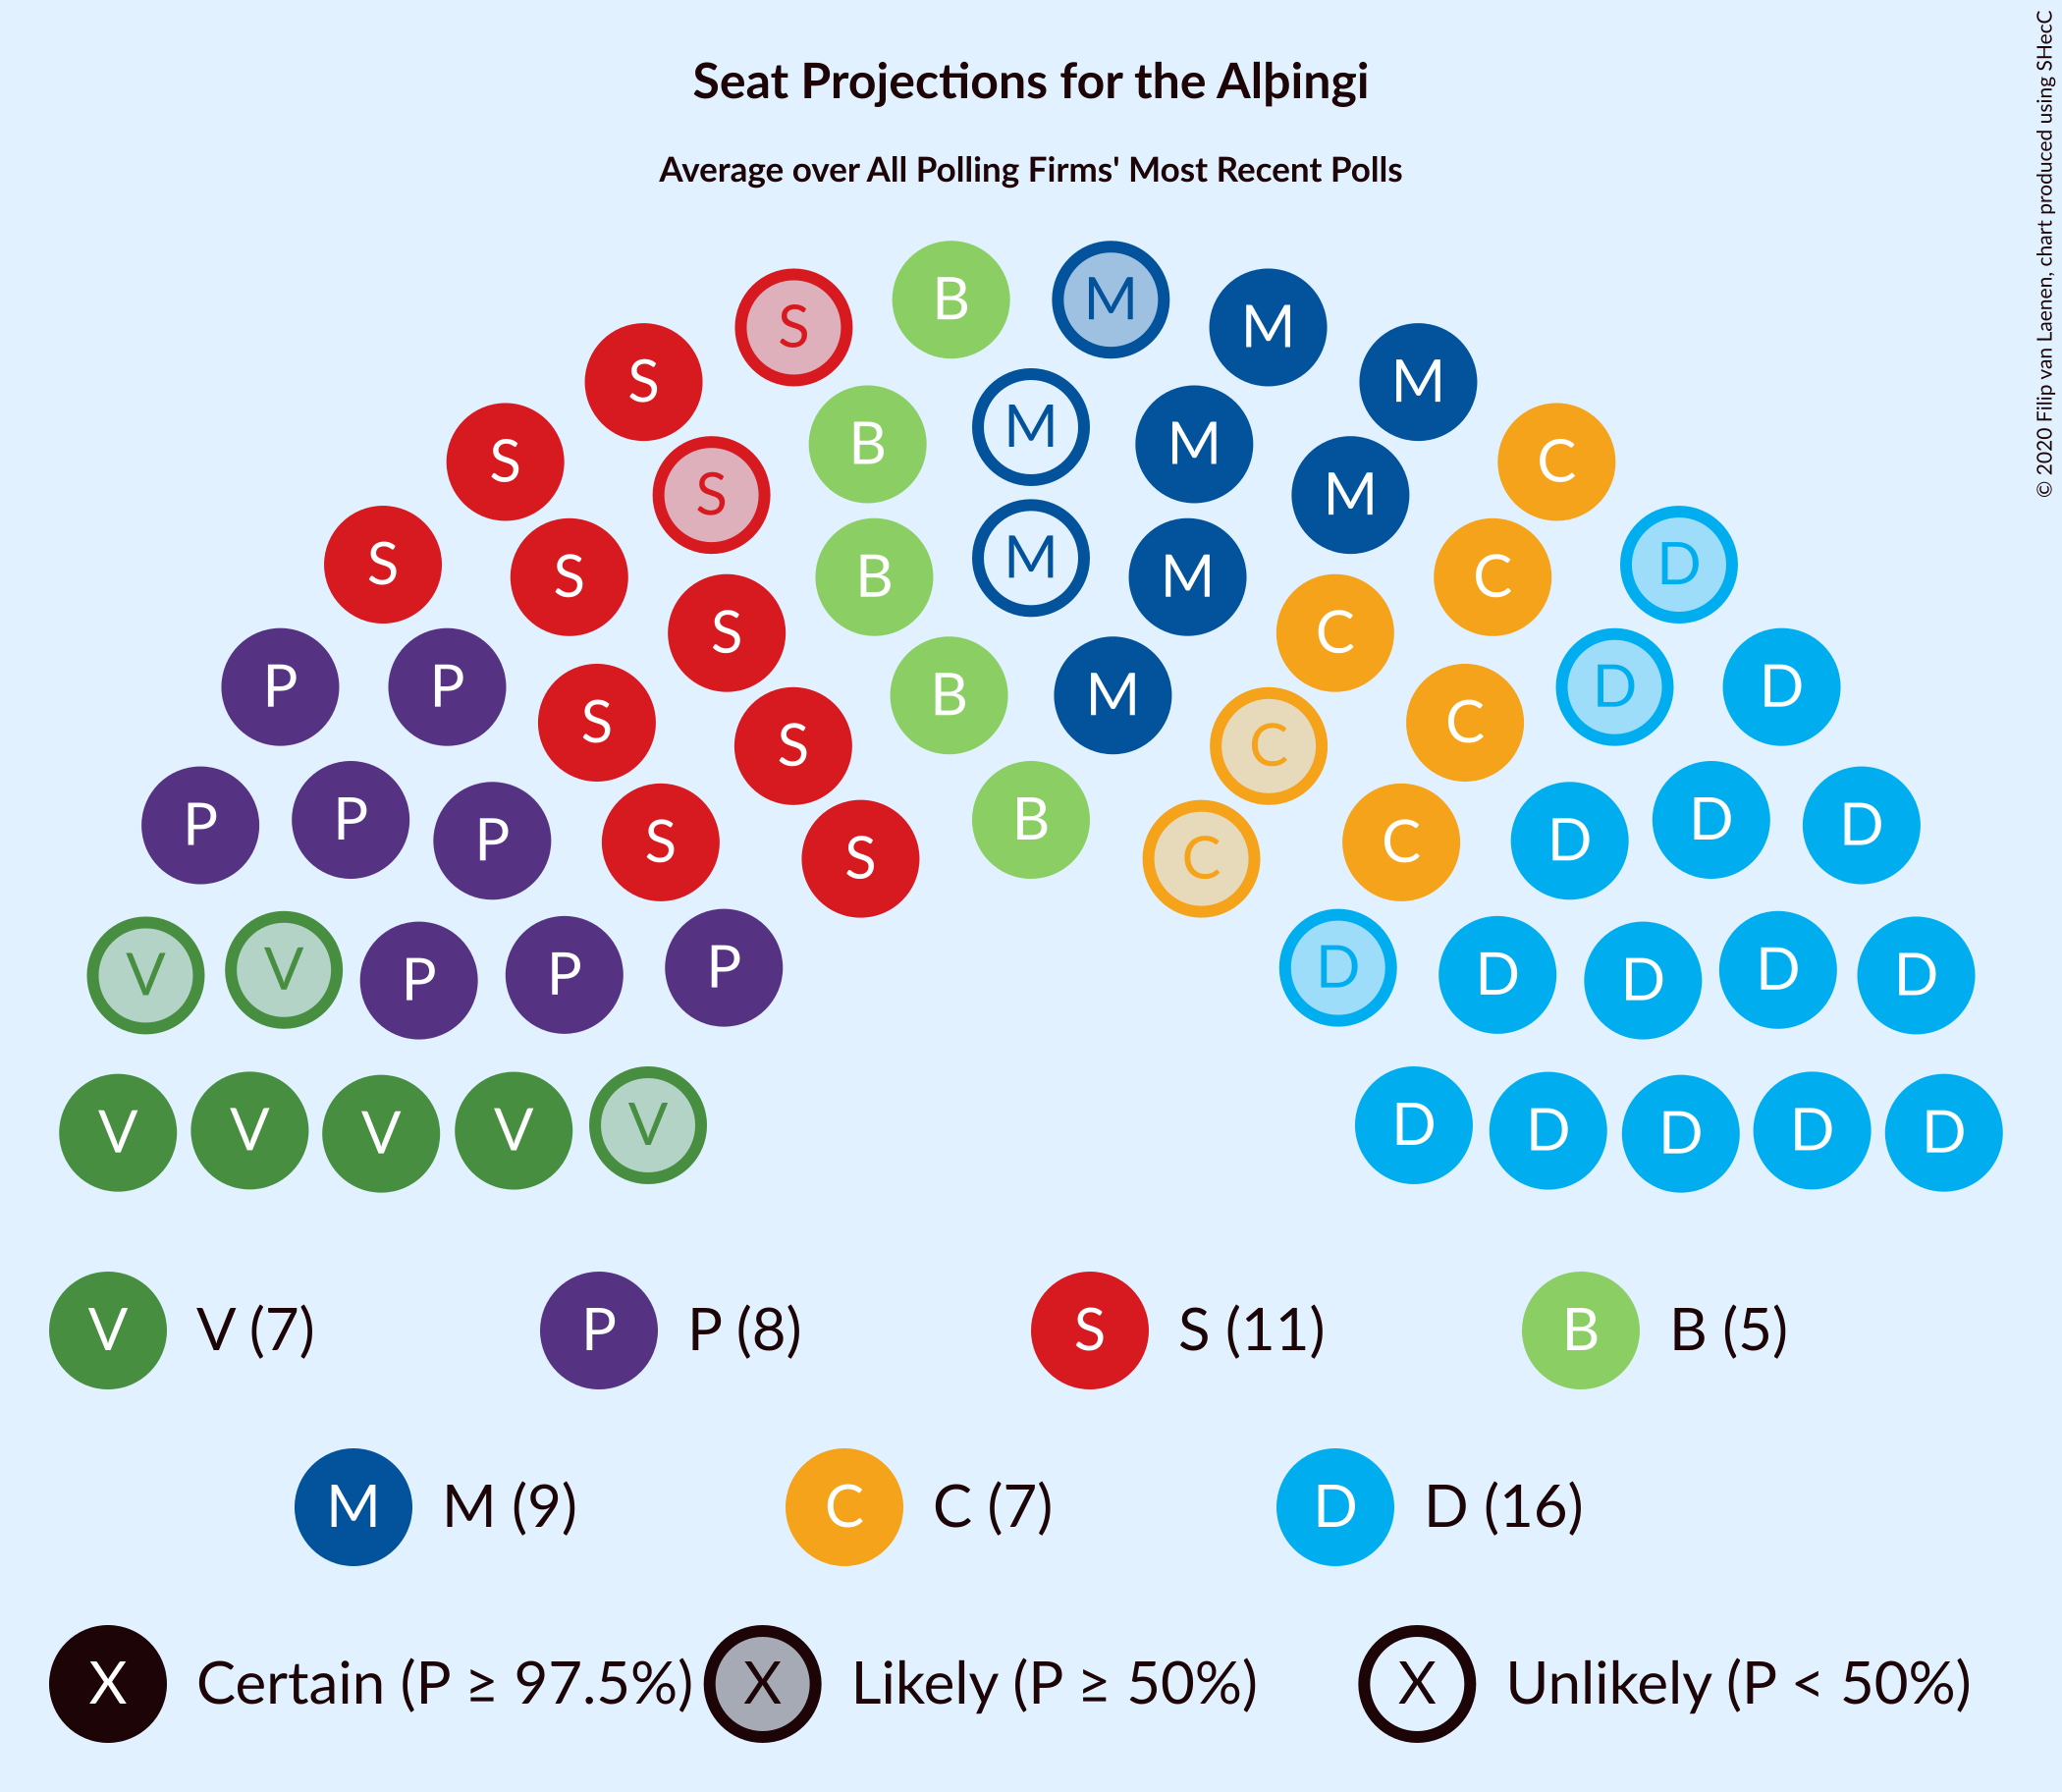 Seat Projections for the Alþingi
Average over All Polling Firms' Most Recent Polls
© 2020 Filip van Laenen, chart produced using SHecC
B M
S M
S M
M
B M
S C
S M
M
S D
S B M C
S C
P P D D
B M
S C
S C
P B D
P D
P S C D
S C
V V P P P D D D D D
V V V V V D D D D D
V V (7) P P (8) S S (11) B B (5)
M M (9) C C (7) D D (16)
X Certain (P ≥ 97.5%) X Likely (P ≥ 50%) X Unlikely (P < 50%)